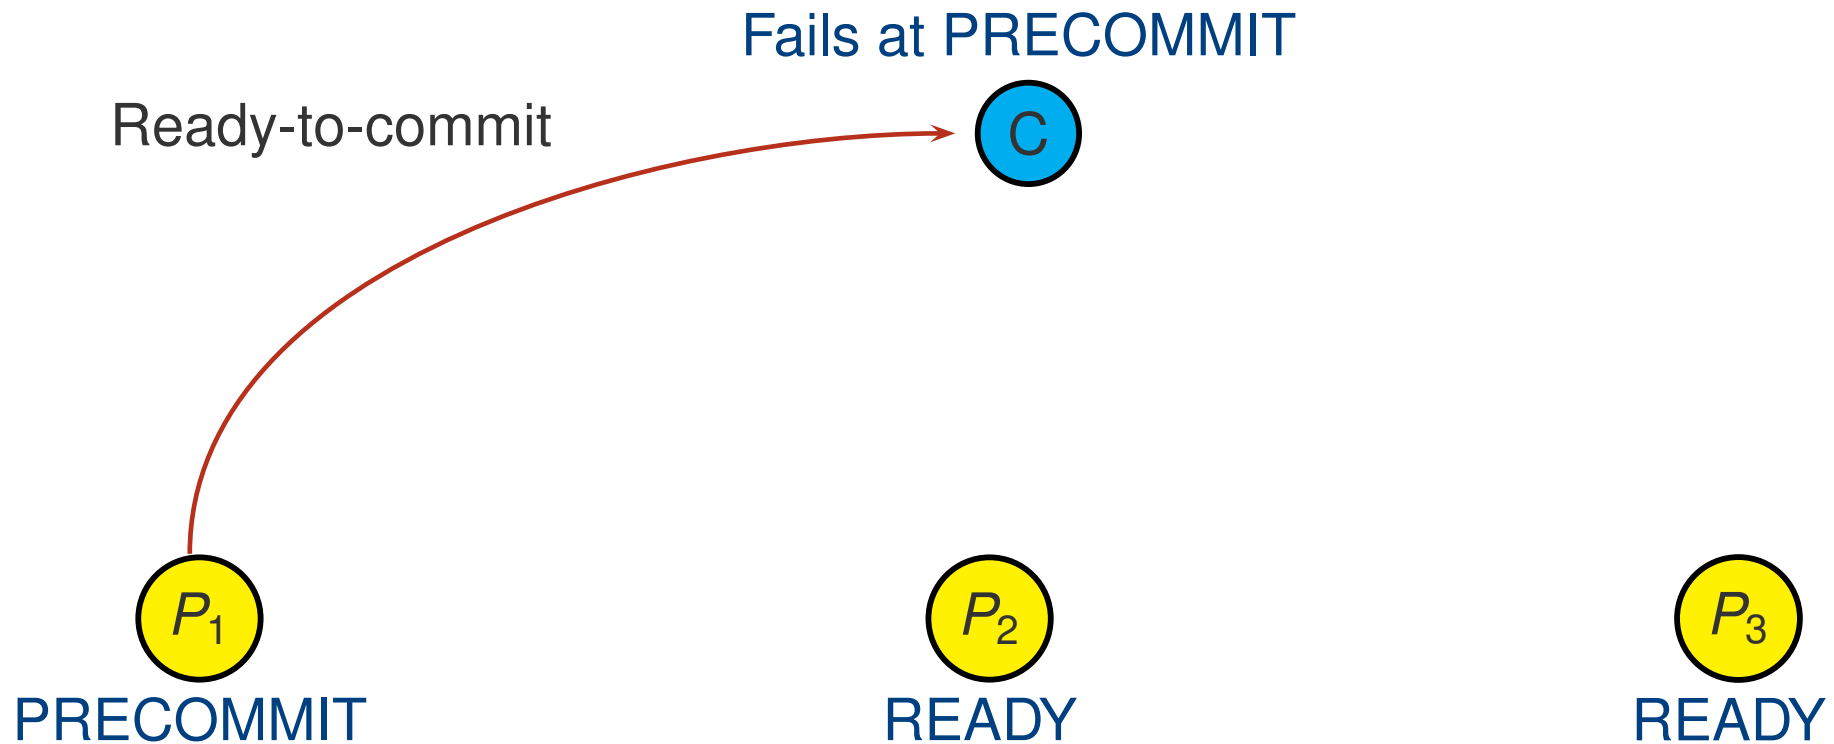 Fails at PRECOMMIT
Ready-to-commit
C
P1
P2
P3
PRECOMMIT
READY
READY